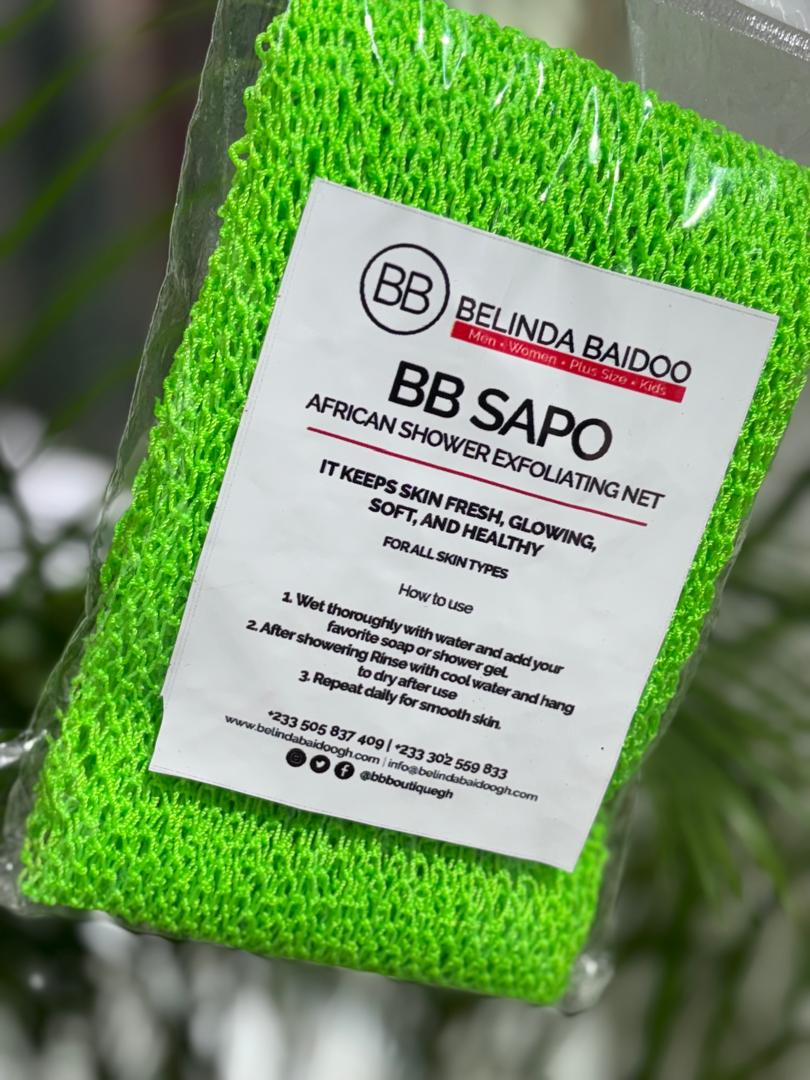 BB
BELINDA BAIDOO
Men • Women • Plus Size • Kids
BB SAPO
AFRICAN SHOWER EXFOLIATING NET
IT KEEPS SKIN FRESH, GLOWING,
SOFT, AND HEALTHY
FOR ALL SKIN TYPES
How to use
1. Wet thoroughly with water and add your
favorite soap or shower gel.
2. After showering Rinse with cool water and hang
to dry after use
3. Repeat daily for smooth skin.
+233 505 837 409 | +233 302 559 833
www.belindabaidoogh.com | info@belindabaidoogh.com
@bbboutiquegh